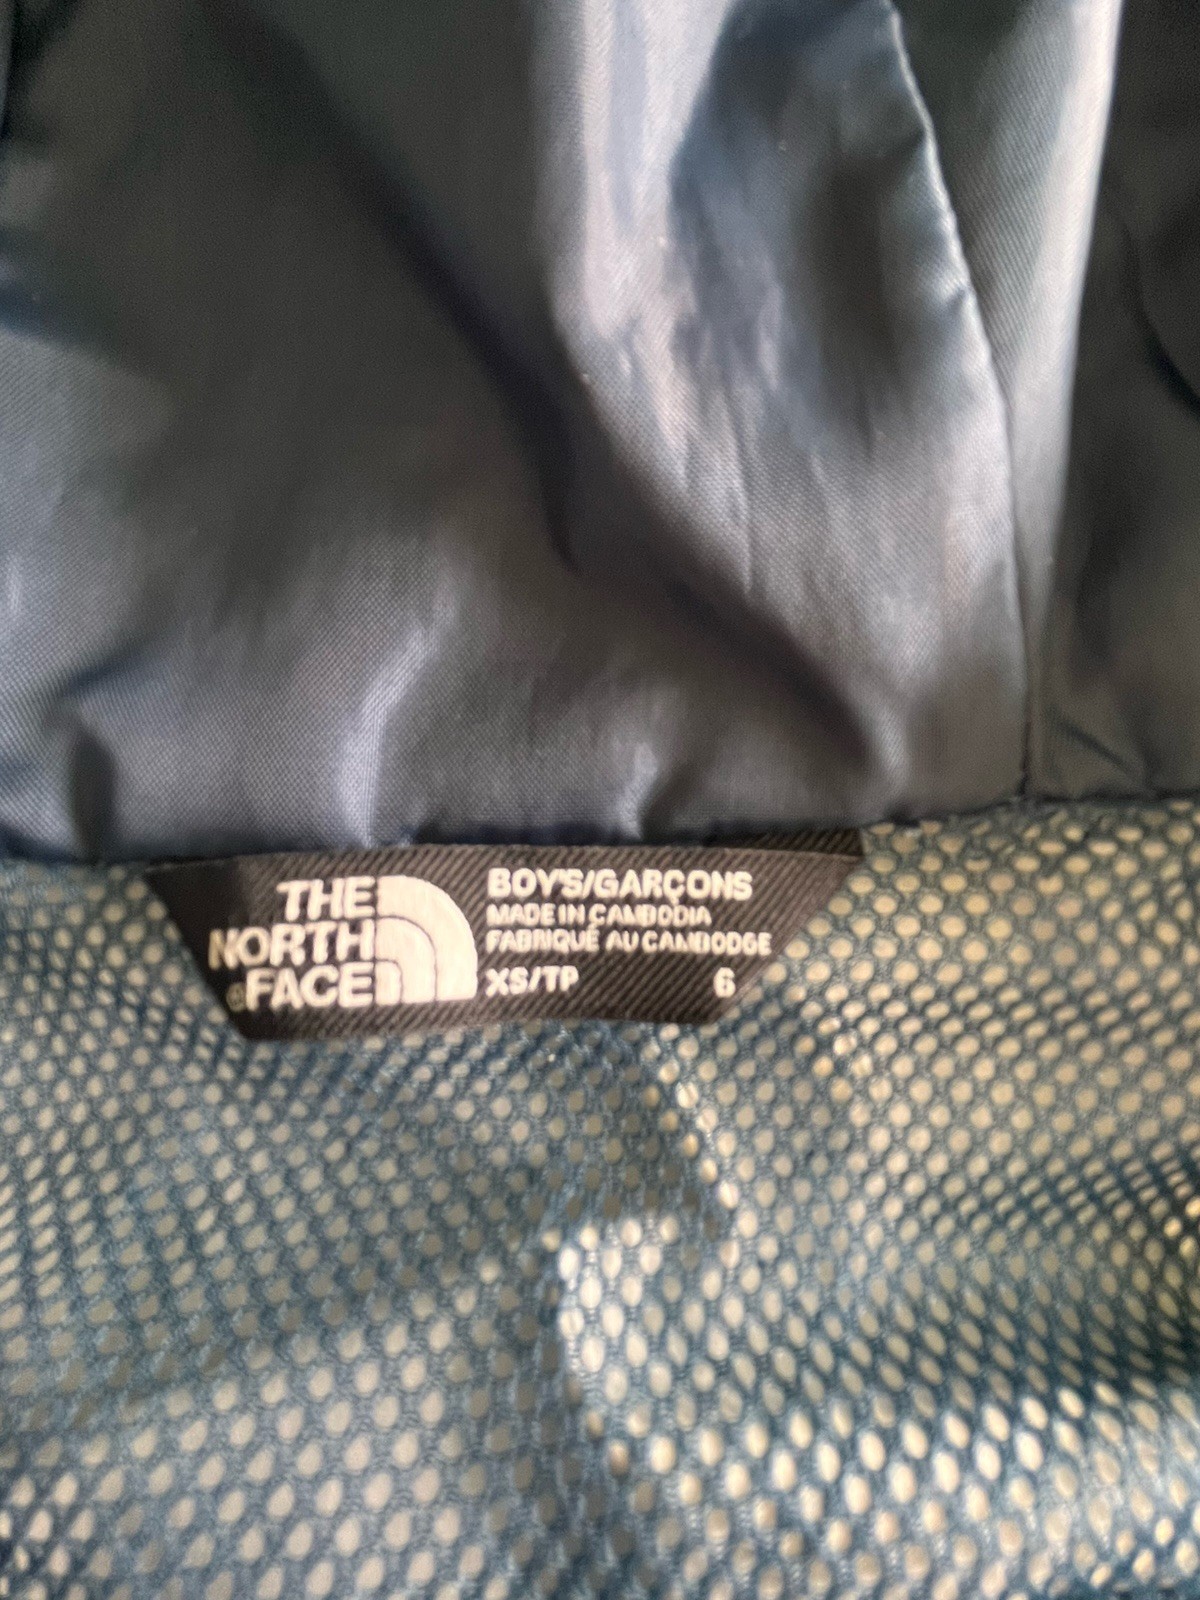 THE
NORTH
FACE
BOY'S/GARÇONS
MADE IN CAMBODIA
FABRIQUÉ AU CAMBODGE
XS/TP 6